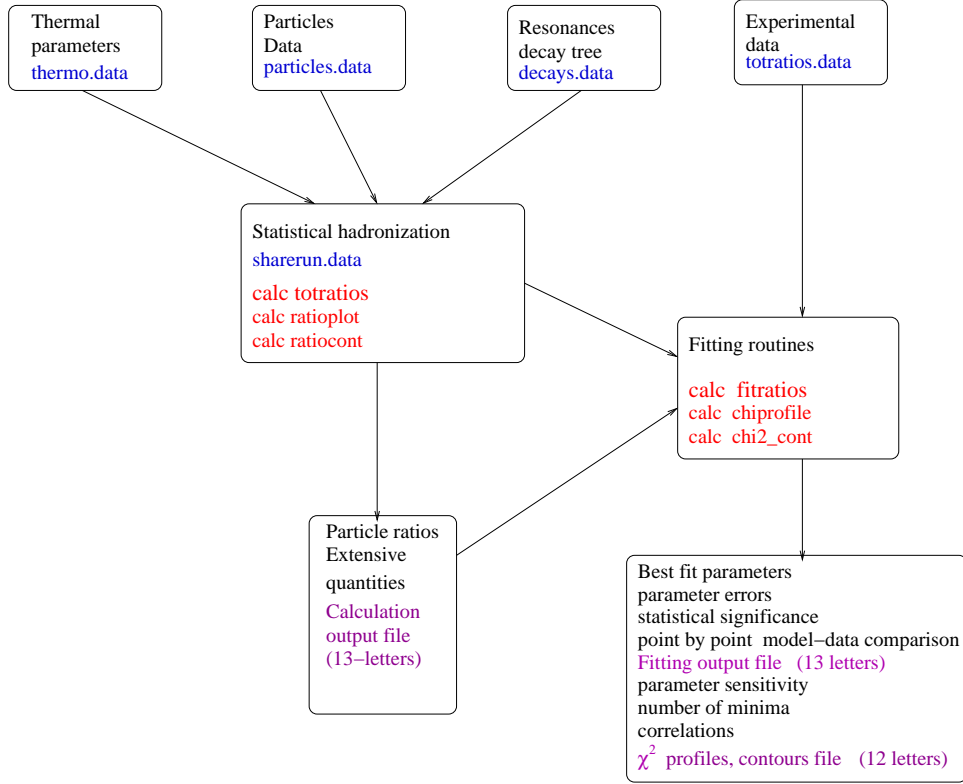 Thermal
parameters
thermo.data
Particles
Data
particles.data
Resonances
decay tree
decays.data
Experimental
data
totratios.data
Statistical hadronization
sharerun.data
calc totratios
calc ratioplot
calc ratiocont
Fitting routines
calc fitratios
calc chiprofile
calc chi2_cont
Particle ratios
Extensive
quantities
Calculation
output file
(13−letters)
Best fit parameters
parameter errors
statistical significance
point by point model−data comparison
Fitting output file (13 letters)
parameter sensitivity
number of minima
correlations
χ² profiles, contours file (12 letters)